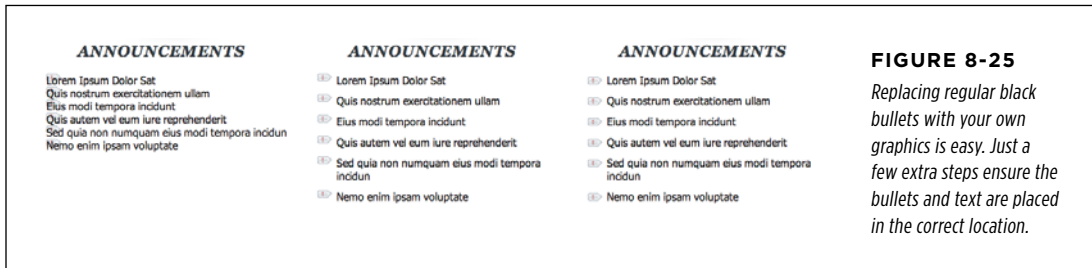 ANNOUNCEMENTS
Lorem Ipsum Dolor Sat
Quis nostrum exercitationem ullam
Eius modi tempora incidunt
Quis autem vel eum iure reprehenderit
Sed quia non numquam eius modi tempora incidun
Nemo enim ipsam voluptate
ANNOUNCEMENTS
Lorem Ipsum Dolor Sat
Quis nostrum exercitationem ullam
Eius modi tempora incidunt
Quis autem vel eum iure reprehenderit
Sed quia non numquam eius modi tempora
incidun
Nemo enim ipsam voluptate
ANNOUNCEMENTS
Lorem Ipsum Dolor Sat
Quis nostrum exercitationem ullam
Eius modi tempora incidunt
Quis autem vel eum iure reprehenderit
Sed quia non numquam eius modi tempora
incidun
Nemo enim ipsam voluptate
FIGURE 8-25
Replacing regular black
bullets with your own
graphics is easy. Just a
few extra steps ensure the
bullets and text are placed
in the correct location.